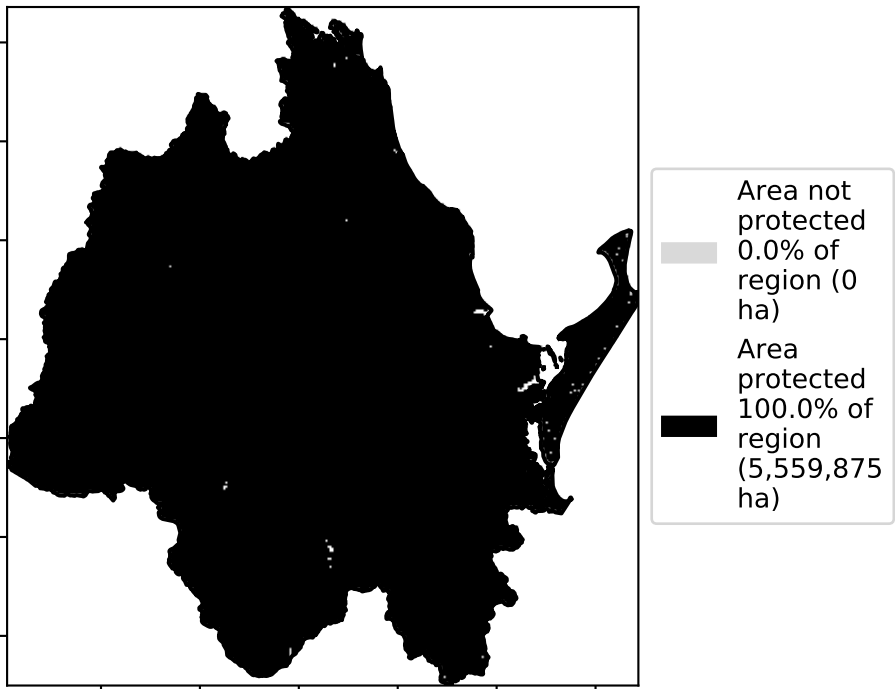 Area not
protected
0.0% of
region (0
ha)
Area
protected
100.0% of
region
(5,559,875
ha)